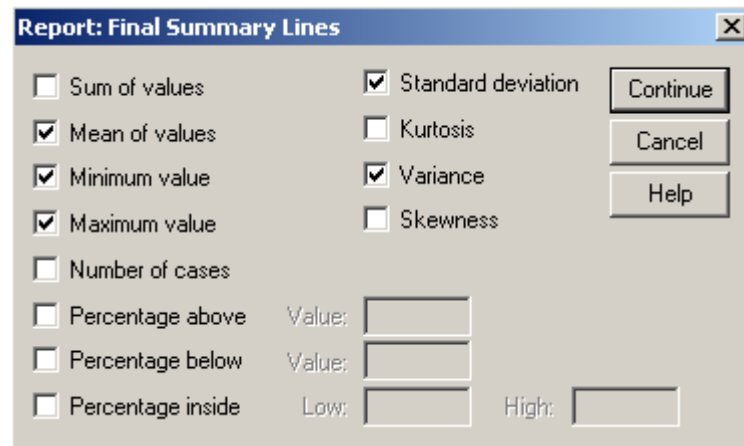 Report: Final Summary Lines
Sum of values
Mean of values
Minimum value
Maximum value
Number of cases
Percentage above Value:
Percentage below Value:
Percentage inside Low: High:
Standard deviation
Kurtosis
Variance
Skewness
Continue
Cancel
Help